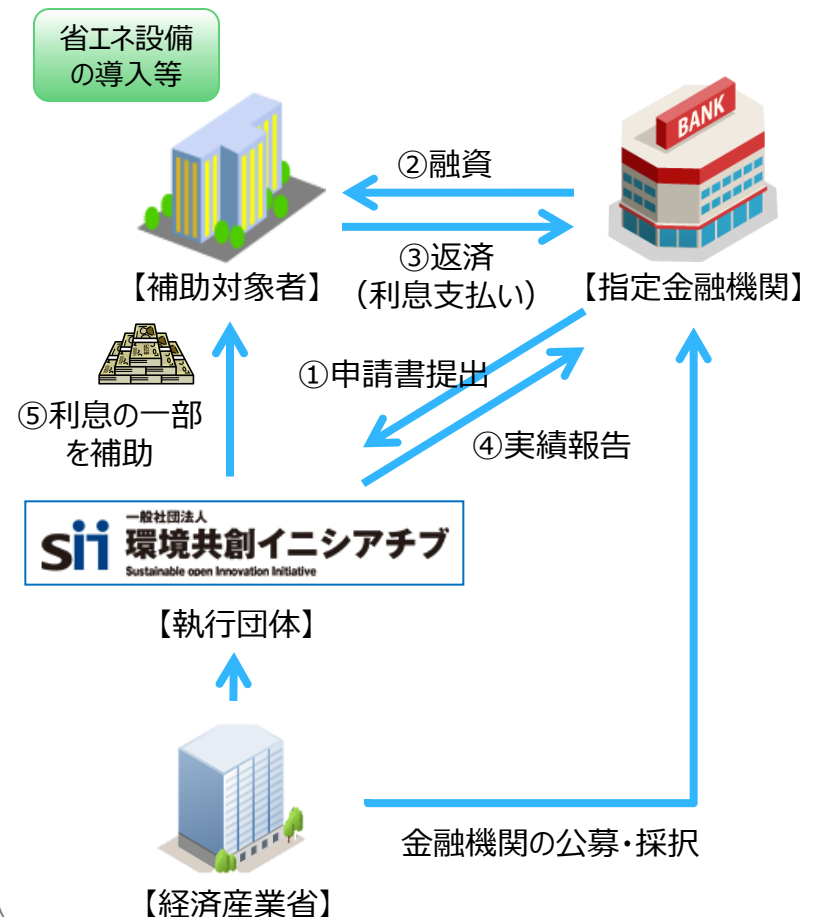 省エネ設備
の導入等
BANK
②融資
③返済
（利息支払い）
【補助対象者】
【指定金融機関】
①申請書提出
④実績報告
⑤利息の一部
を補助
sii
一般社団法人
環境共創イニシアチブ
Sustainable open Innovation Initiative
【執行団体】
金融機関の公募・採択
【経済産業省】